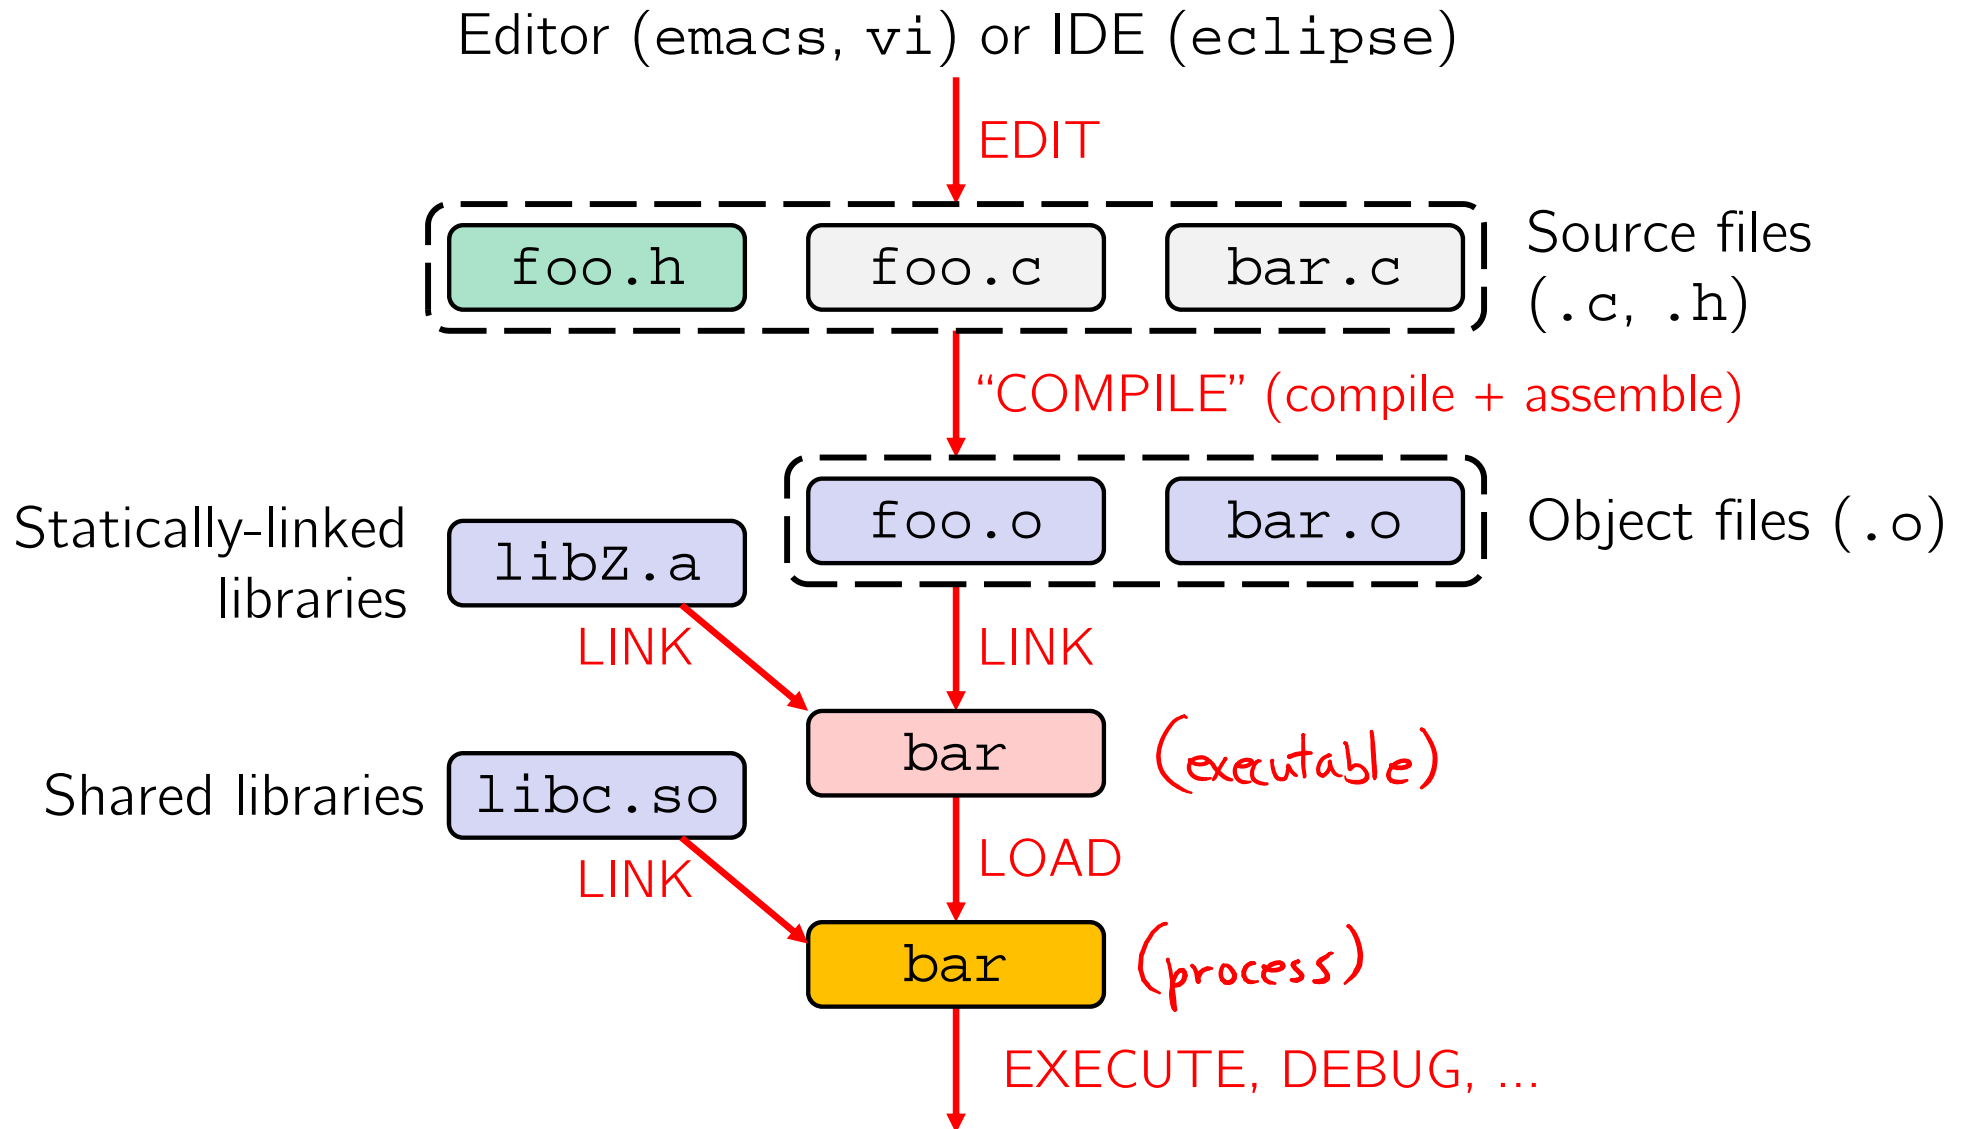 Editor (emacs, vi) or IDE (eclipse)
EDIT
foo.h
foo.c
bar.c
Source files
(.c, .h)
“COMPILE” (compile + assemble)
Statically-linked
libraries
libZ.a
foo.o
bar.o
Object files (.o)
LINK
LINK
bar
(executable)
Shared libraries
libc.so
LINK
LOAD
bar
(process)
EXECUTE, DEBUG, ...